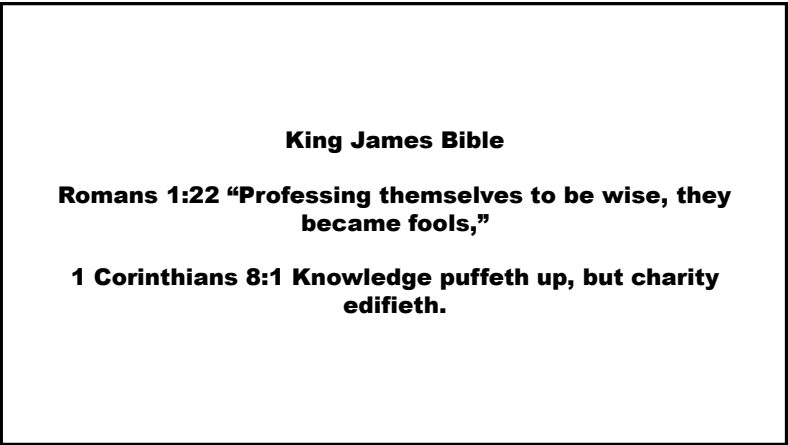 King James Bible
Romans 1:22 “Professing themselves to be wise, they
became fools,”
1 Corinthians 8:1 Knowledge puffeth up, but charity
edifieth.